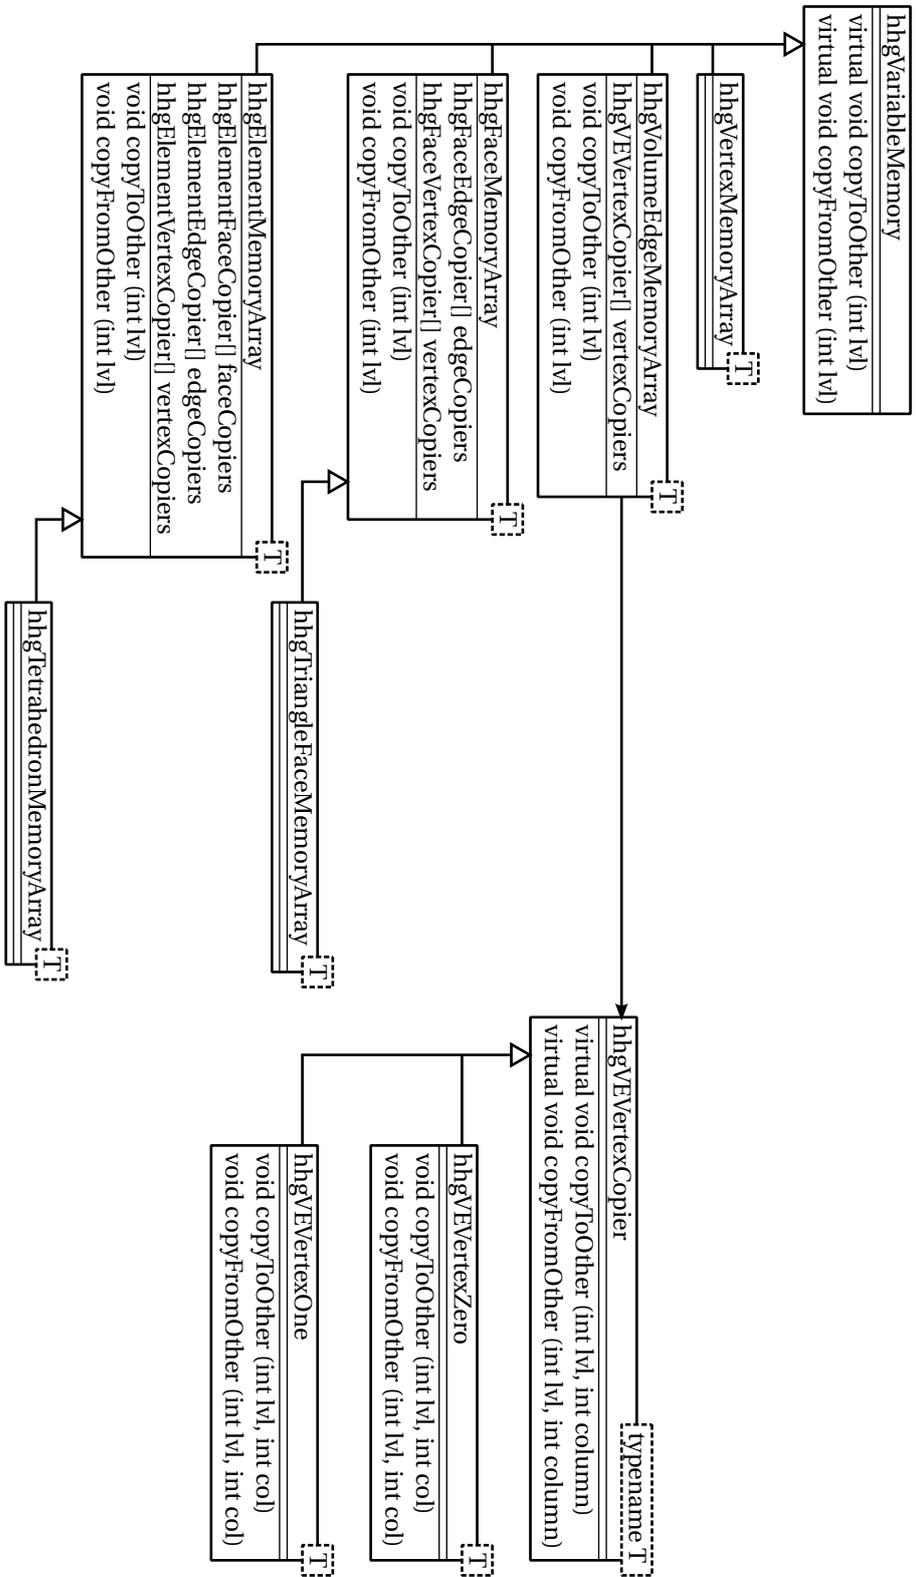 hhgVariableMemory
virtual void copyToOther (int lvl)
virtual void copyFromOther (int lvl)
hhgVertexMemoryArray
T
hhgVolumeEdgeMemoryArray
T
hhgVEVertexCopier[] vertexCopiers
void copyToOther (int lvl)
void copyFromOther (int lvl)
hhgFaceMemoryArray
T
hhgFaceEdgeCopier[] edgeCopiers
hhgFaceVertexCopier[] vertexCopiers
void copyToOther (int lvl)
void copyFromOther (int lvl)
hhgElementMemoryArray
T
hhgElementFaceCopier[] faceCopiers
hhgElementEdgeCopier[] edgeCopiers
hhgElementVertexCopier[] vertexCopiers
void copyToOther (int lvl)
void copyFromOther (int lvl)
hhgTriangleFaceMemoryArray
T
hhgTetrahedronMemoryArray
T
hhgVEVertexCopier
typename T
virtual void copyToOther (int lvl, int column)
virtual void copyFromOther (int lvl, int column)
hhgVEVertexZero
T
void copyToOther (int lvl, int col)
void copyFromOther (int lvl, int col)
hhgVEVertexOne
T
void copyToOther (int lvl, int col)
void copyFromOther (int lvl, int col)